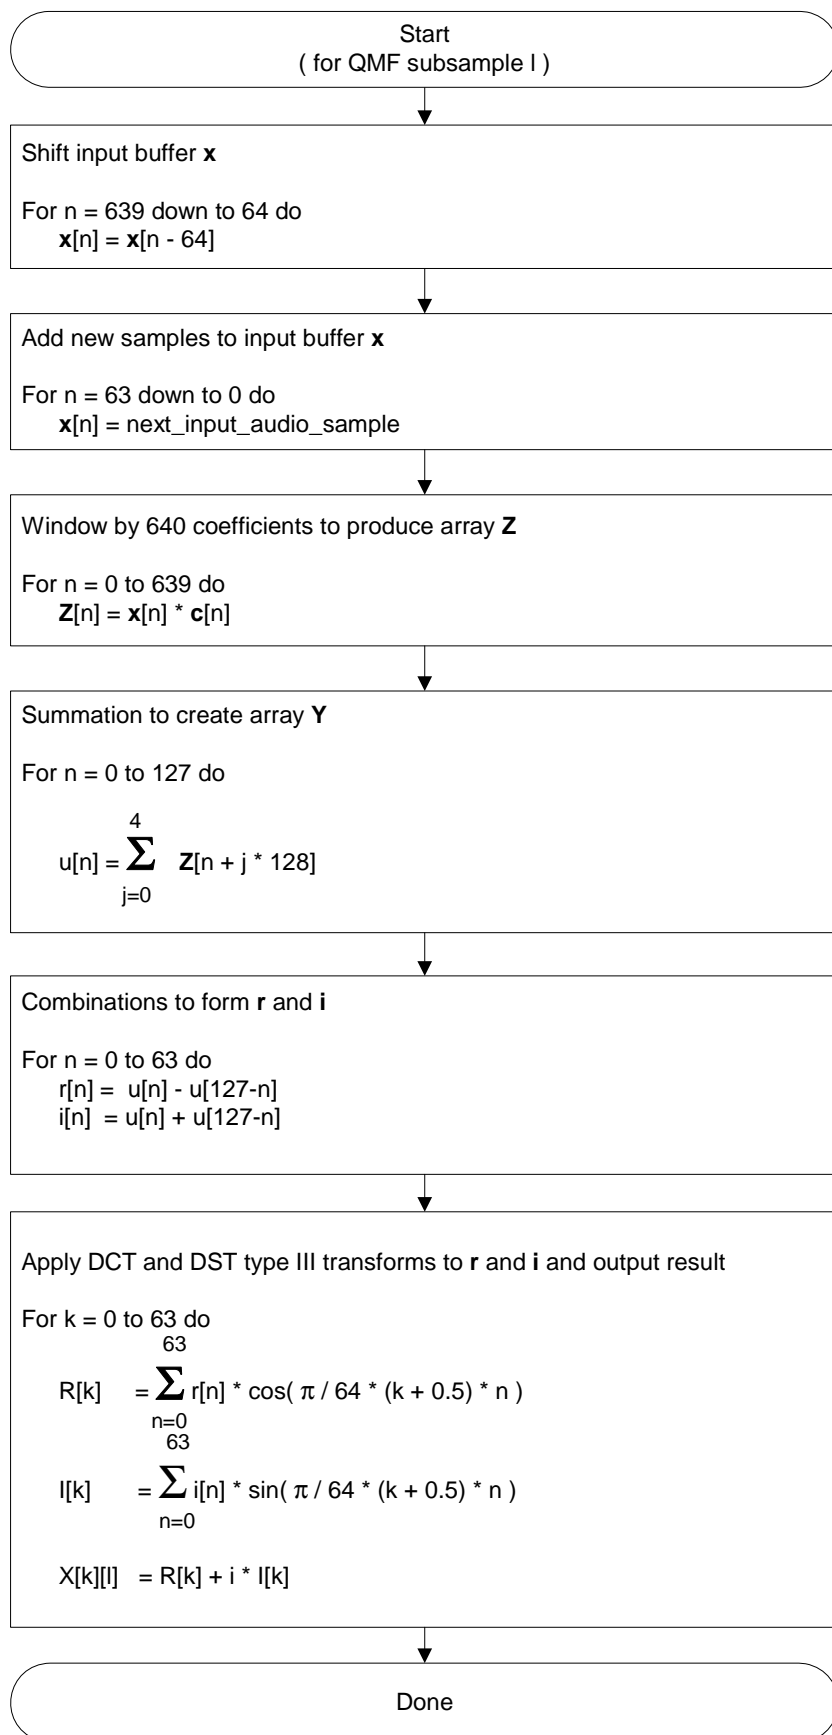 Start
( for QMF subsample l )
Shift input buffer x
For n = 639 down to 64 do
x[n] = x[n - 64]
Add new samples to input buffer x
For n = 63 down to 0 do
x[n] = next_input_audio_sample
Window by 640 coefficients to produce array Z
For n = 0 to 639 do
Z[n] = x[n] * c[n]
Summation to create array Y
For n = 0 to 127 do
4
u[n] = Σ Z[n + j * 128]
j=0
Combinations to form r and i
For n = 0 to 63 do
r[n] = u[n] - u[127-n]
i[n] = u[n] + u[127-n]
Apply DCT and DST type III transforms to r and i and output result
For k = 0 to 63 do
63
R[k] = Σ r[n] * cos( π / 64 * (k + 0.5) * n )
n=0
63
I[k] = Σ i[n] * sin( π / 64 * (k + 0.5) * n )
n=0
X[k][l] = R[k] + i * I[k]
Done